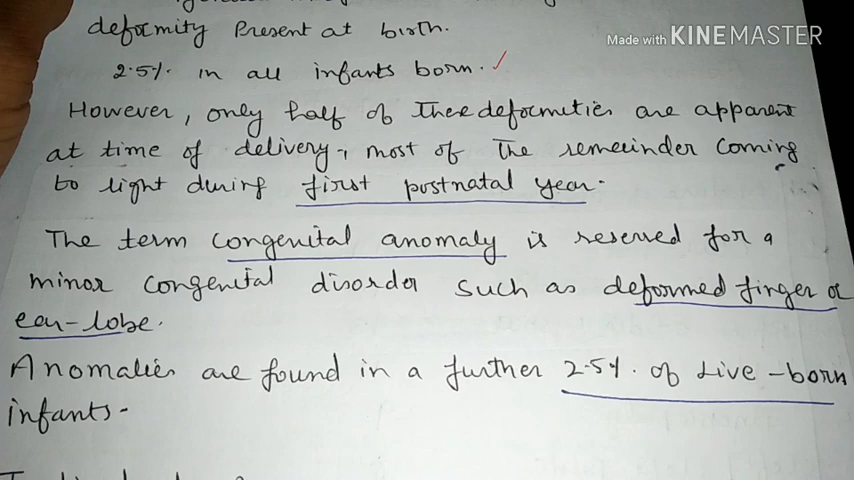 deformity Present at birth.
Made with KINEMASTER
2.5% in all infants born. ✓
However, only half of these deformities are apparent
at time of delivery, most of the remainder coming
to light during first postnatal year.
The term congenital anomaly is reserved for a
minor congenital disorder such as deformed finger or
ear-lobe.
Anomalies are found in a further 2.5% of Live-born
infants.